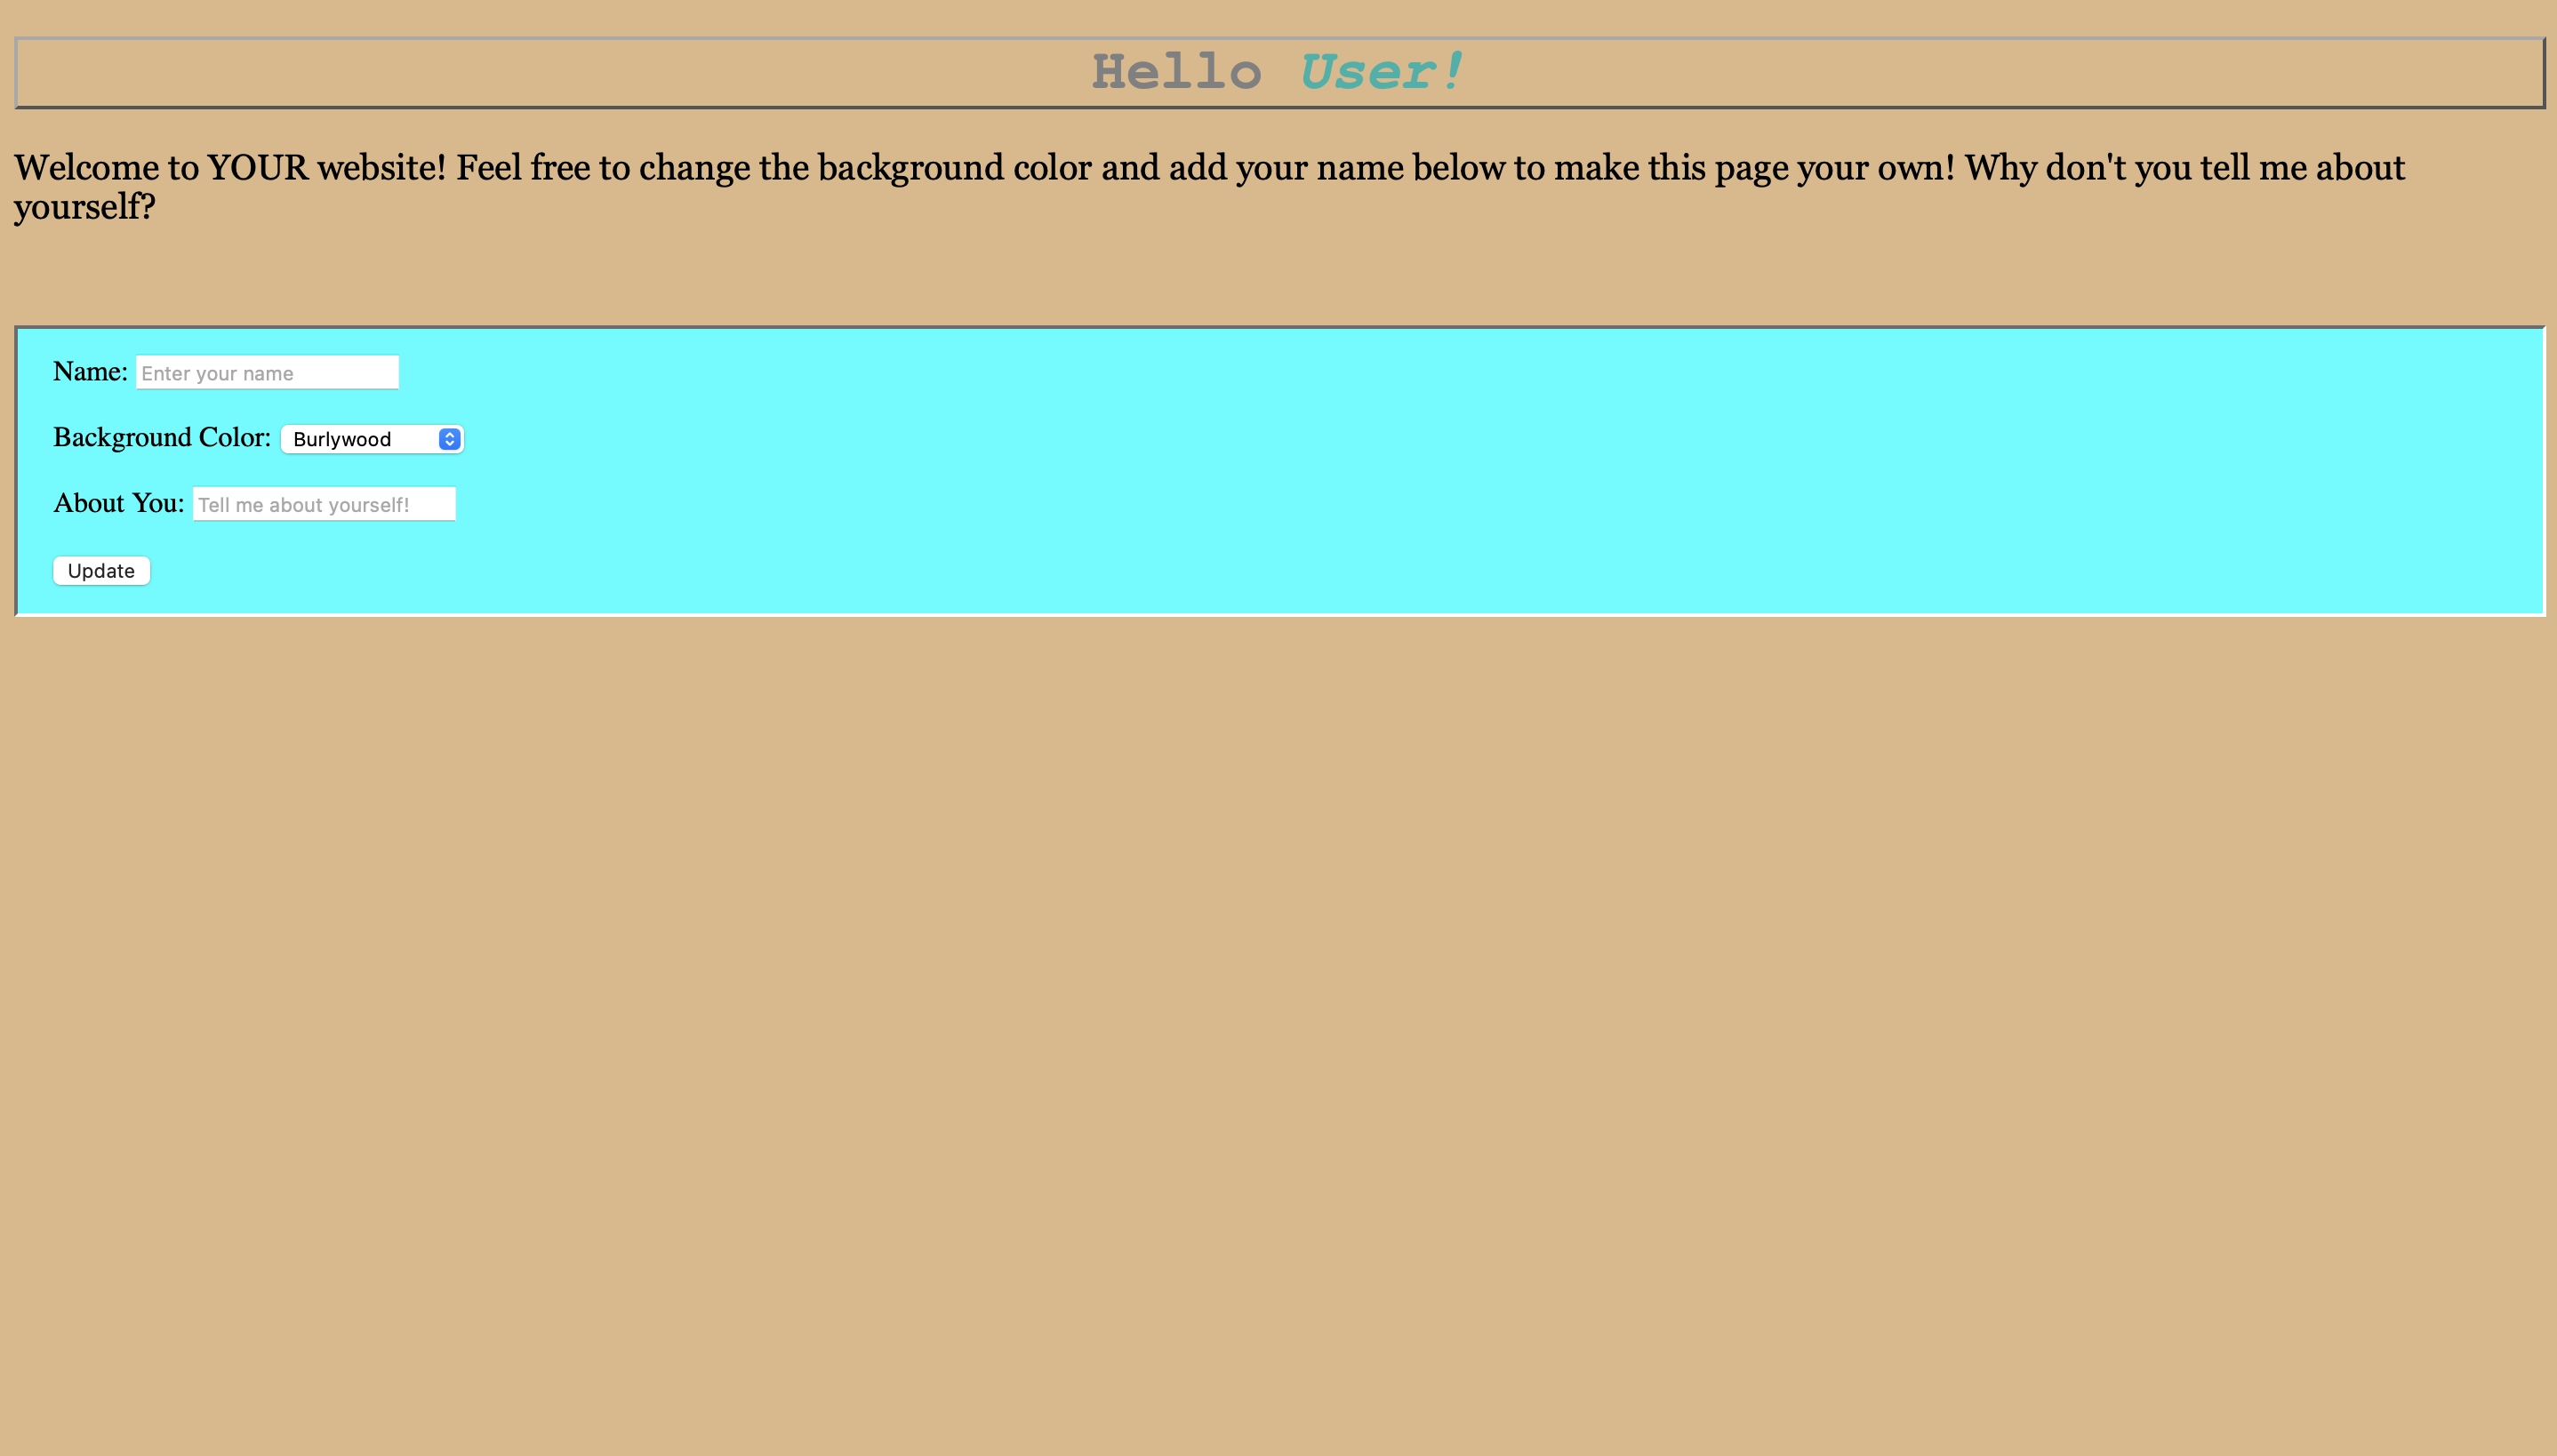 Hello User!
Welcome to YOUR website! Feel free to change the background color and add your name below to make this page your own! Why don't you tell me about
yourself?
Name: Enter your name
Background Color: Burlywood
About You: Tell me about yourself!
Update